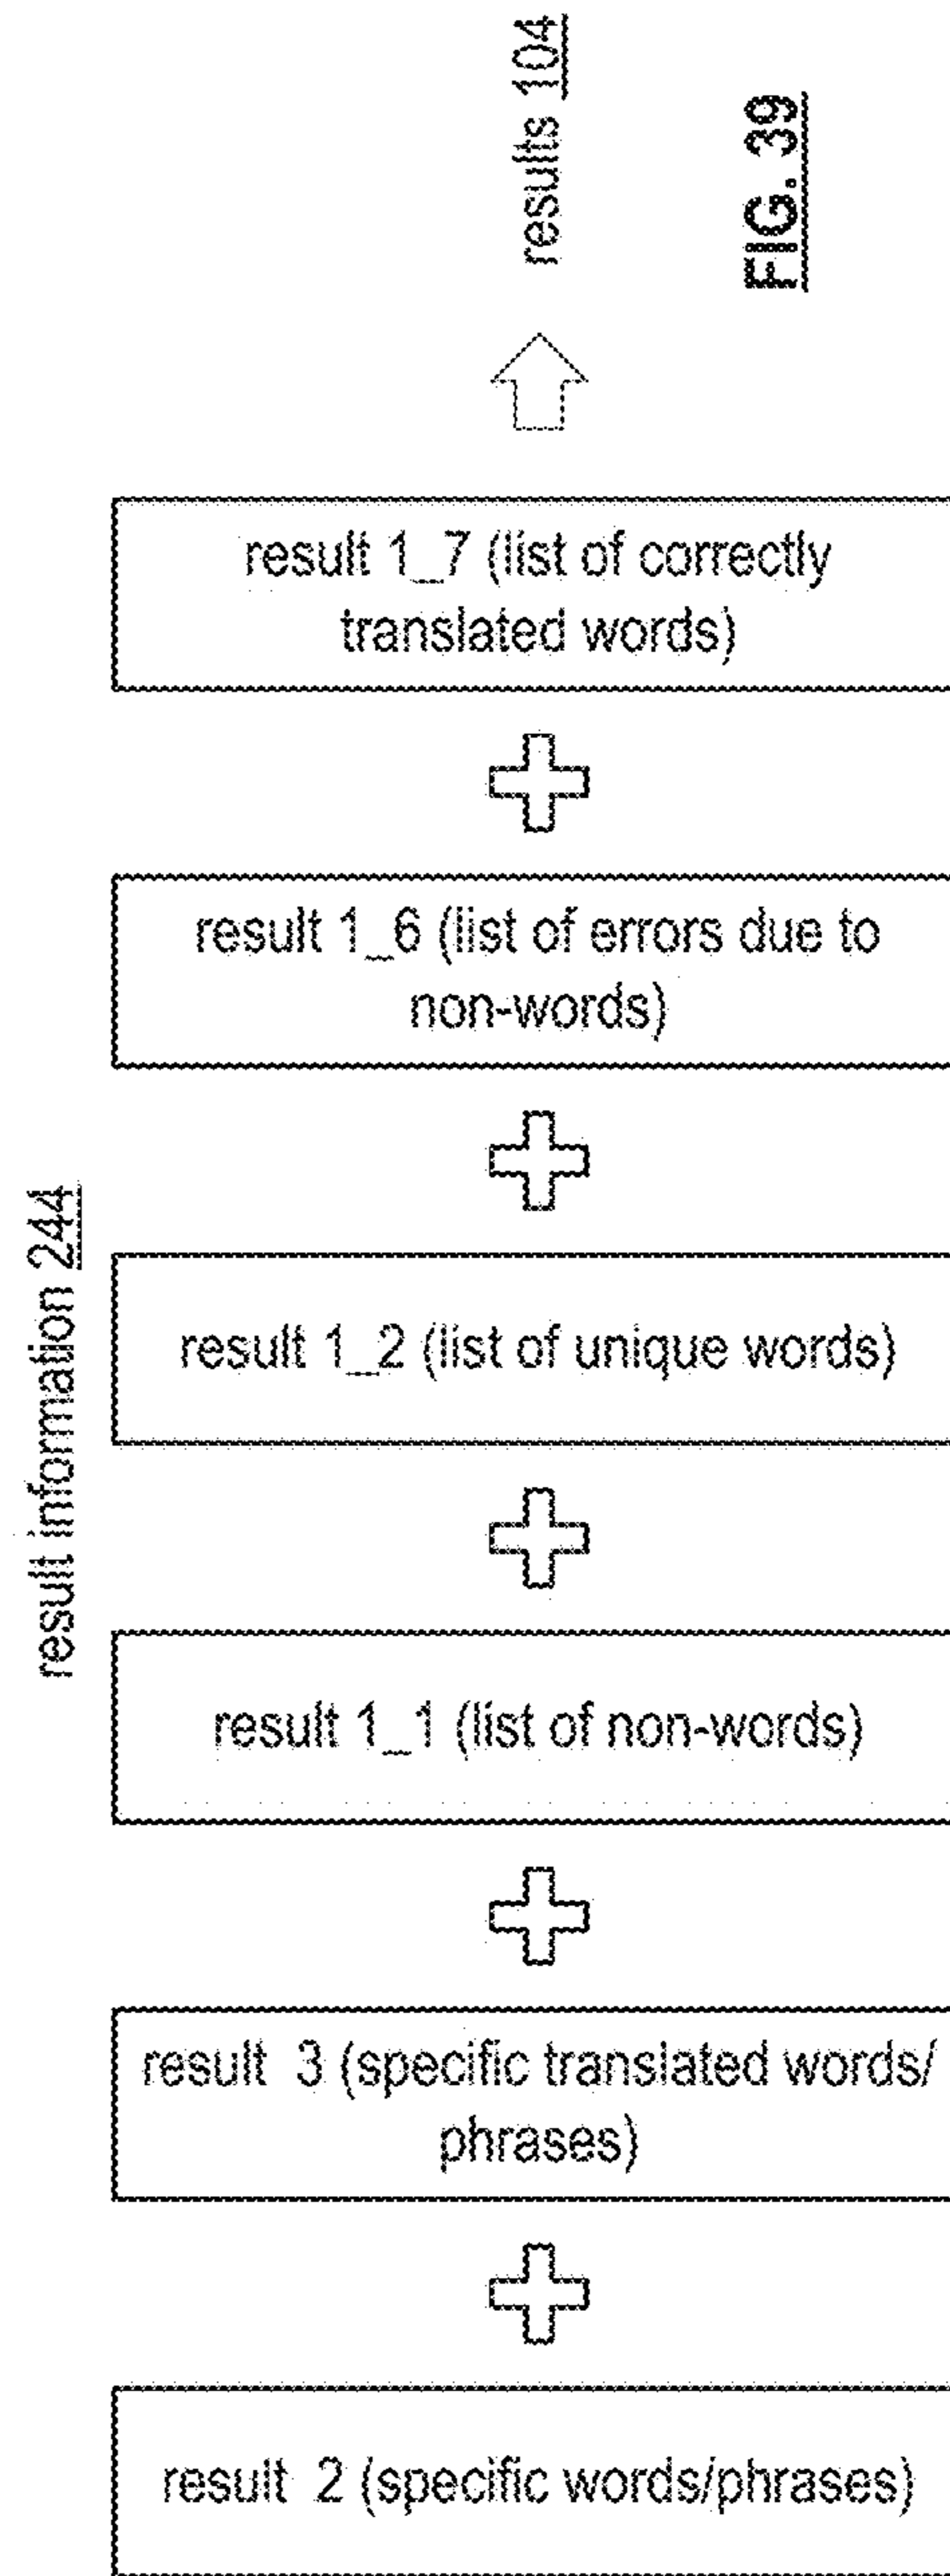 result information 244
results 104
FIG. 39
result 1_7 (list of correctly
translated words)
result 1_6 (list of errors due to
non-words)
result 1_2 (list of unique words)
result 1_1 (list of non-words)
result 3 (specific translated words/
phrases)
result 2 (specific words/phrases)